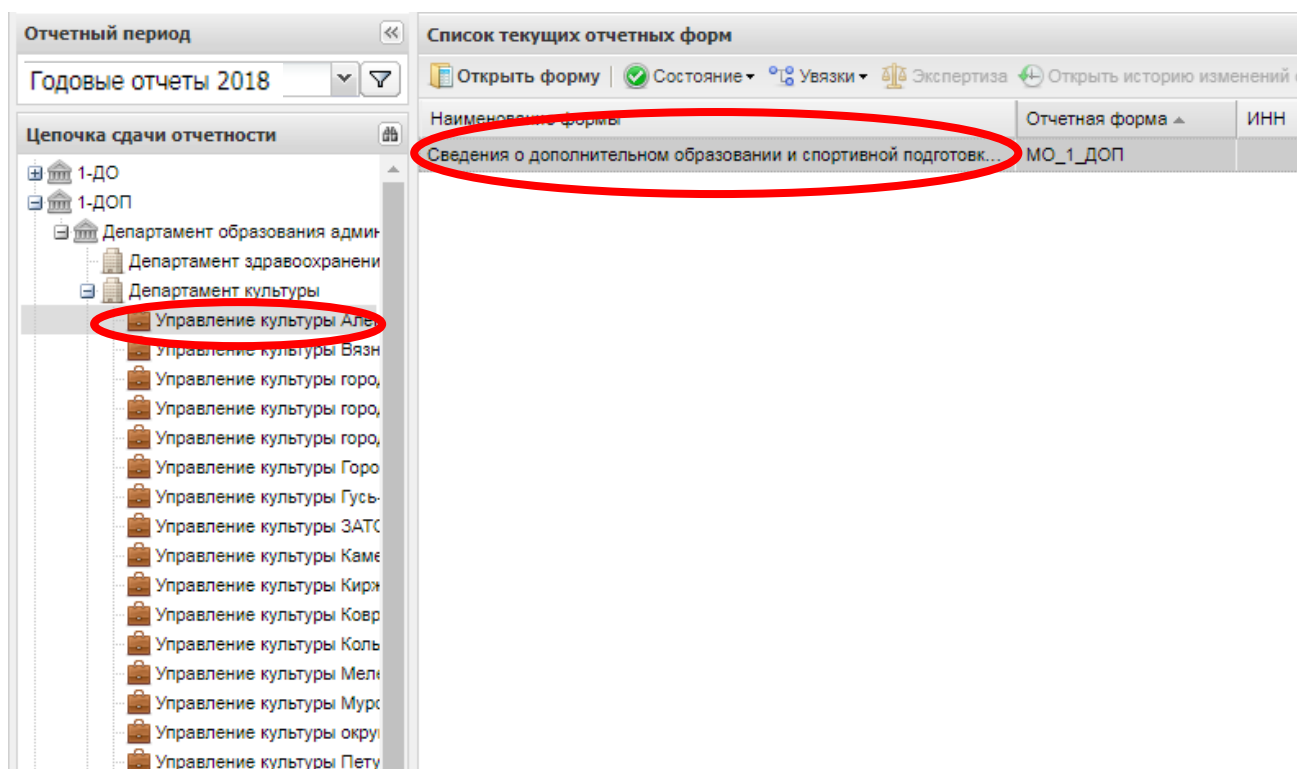 Отчетный период
Годовые отчеты 2018
Цепочка сдачи отчетности
1-ДО
1-ДОП
Департамент образования админ
Департамент здравоохранени
Департамент культуры
Управление культуры Алек
Управление культуры Вязн
Управление культуры горо
Управление культуры горо
Управление культуры горо
Управление культуры Горо
Управление культуры Гусь-
Управление культуры ЗАТО
Управление культуры Каме
Управление культуры Кирж
Управление культуры Ковр
Управление культуры Коль
Управление культуры Меле
Управление культуры Муро
Управление культуры окру
Управление культуры Пету
Список текущих отчетных форм
Открыть форму Состояние Увязки Экспертиза Открыть историю изменений
Наименование формы Отчетная форма ИНН
Сведения о дополнительном образовании и спортивной подготовк... МО_1_ДОП